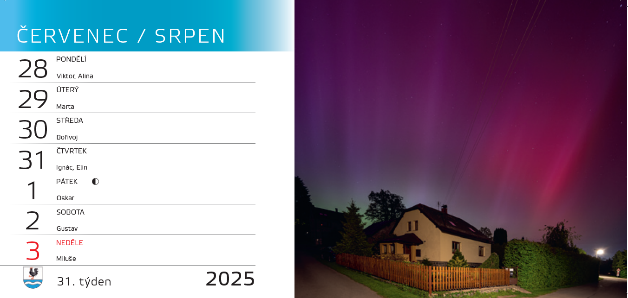 ČERVENEC / SRPEN
28 PONDĚLÍ
Viktor, Alina
29 ÚTERÝ
Marta
30 STŘEDA
Bořivoj
31 ČTVRTEK
Ignác, Elin
1 PÁTEK
Oskar
2 SOBOTA
Gustav
3 NEDĚLE
Miluše
31. týden 2025